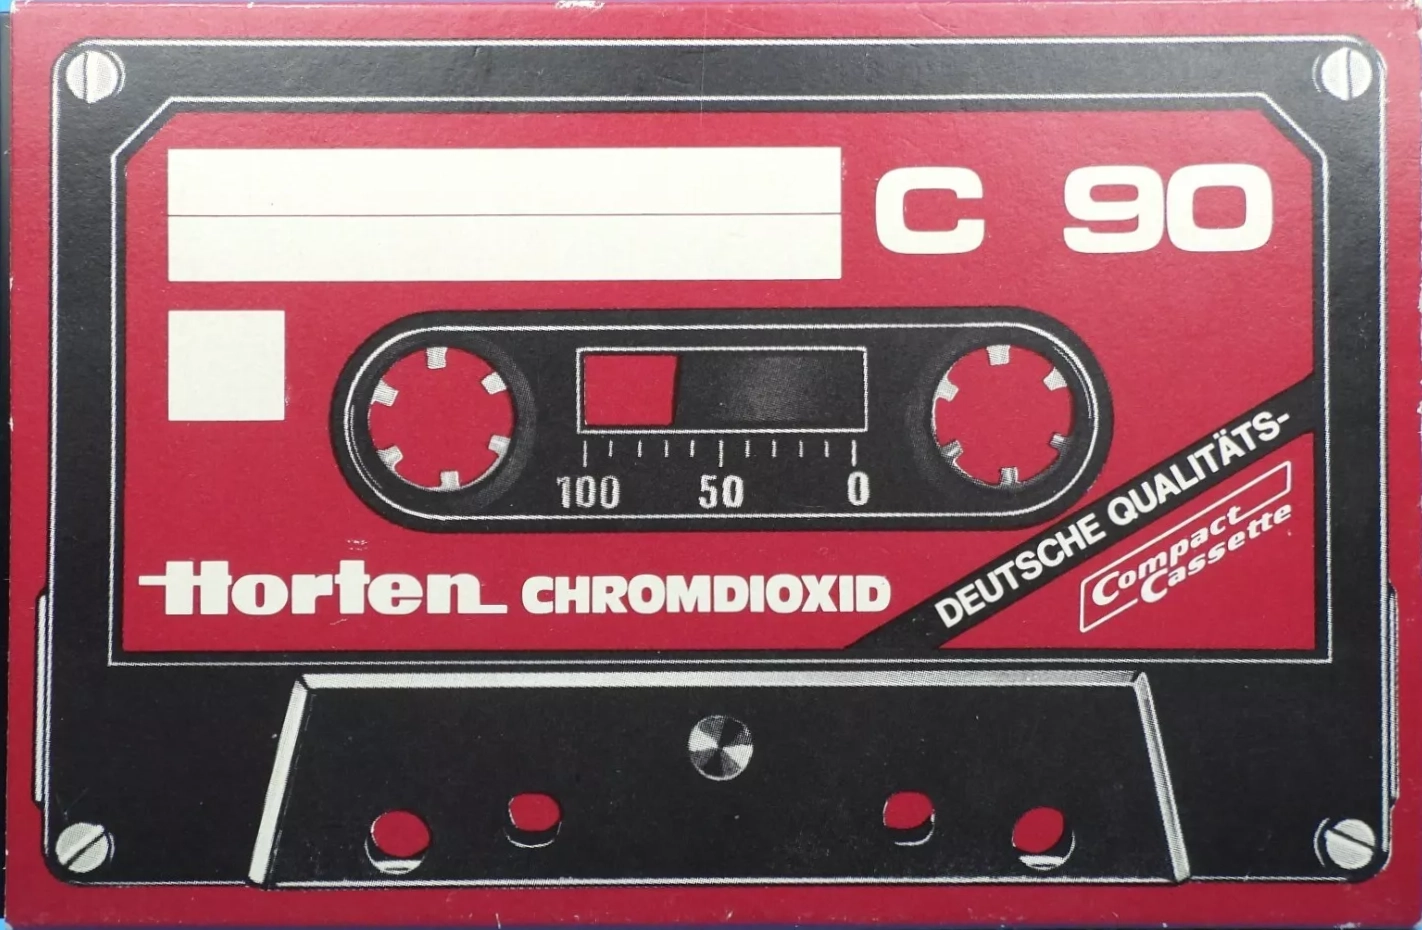 C 90
100 50 0
Horten CHROMDIOXID
DEUTSCHE QUALITÄTS-
Compact
Cassette